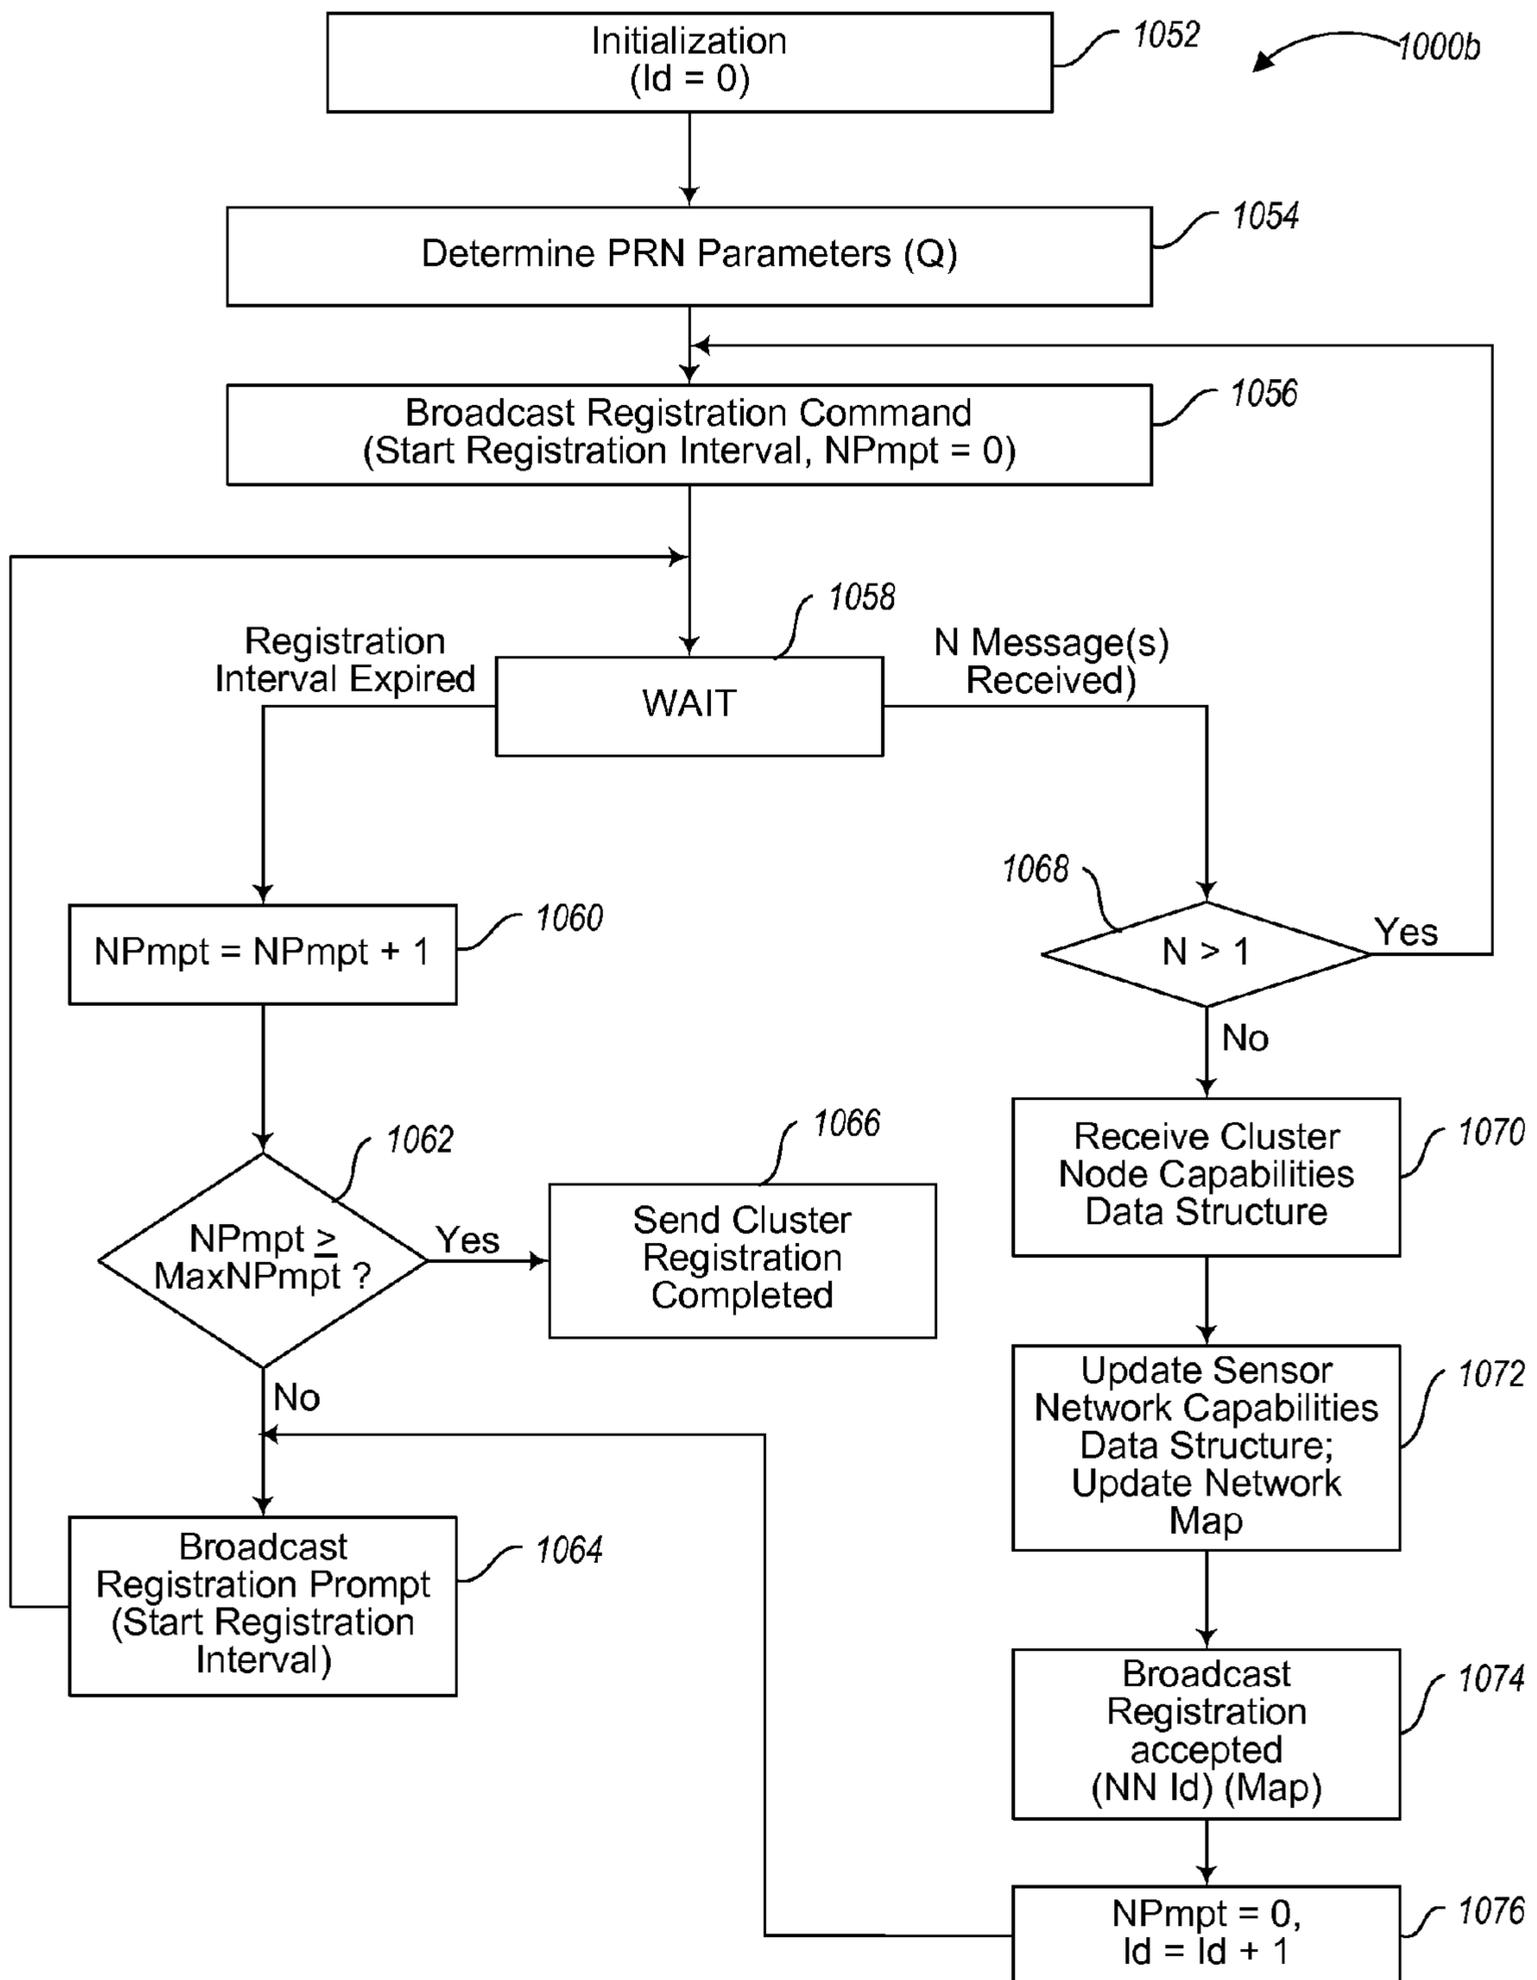 Initialization
(Id = 0)
1052
1000b
Determine PRN Parameters (Q)
1054
Broadcast Registration Command
(Start Registration Interval, NPmpt = 0)
1056
1058
Registration
Interval Expired
WAIT
N Message(s)
Received)
NPmpt = NPmpt + 1
1060
1068
N > 1
Yes
No
1062
NPmpt ≥
MaxNPmpt ?
Yes
No
1066
Send Cluster
Registration
Completed
Receive Cluster
Node Capabilities
Data Structure
1070
Update Sensor
Network Capabilities
Data Structure;
Update Network
Map
1072
Broadcast
Registration Prompt
(Start Registration
Interval)
1064
Broadcast
Registration
accepted
(NN Id) (Map)
1074
NPmpt = 0,
Id = Id + 1
1076